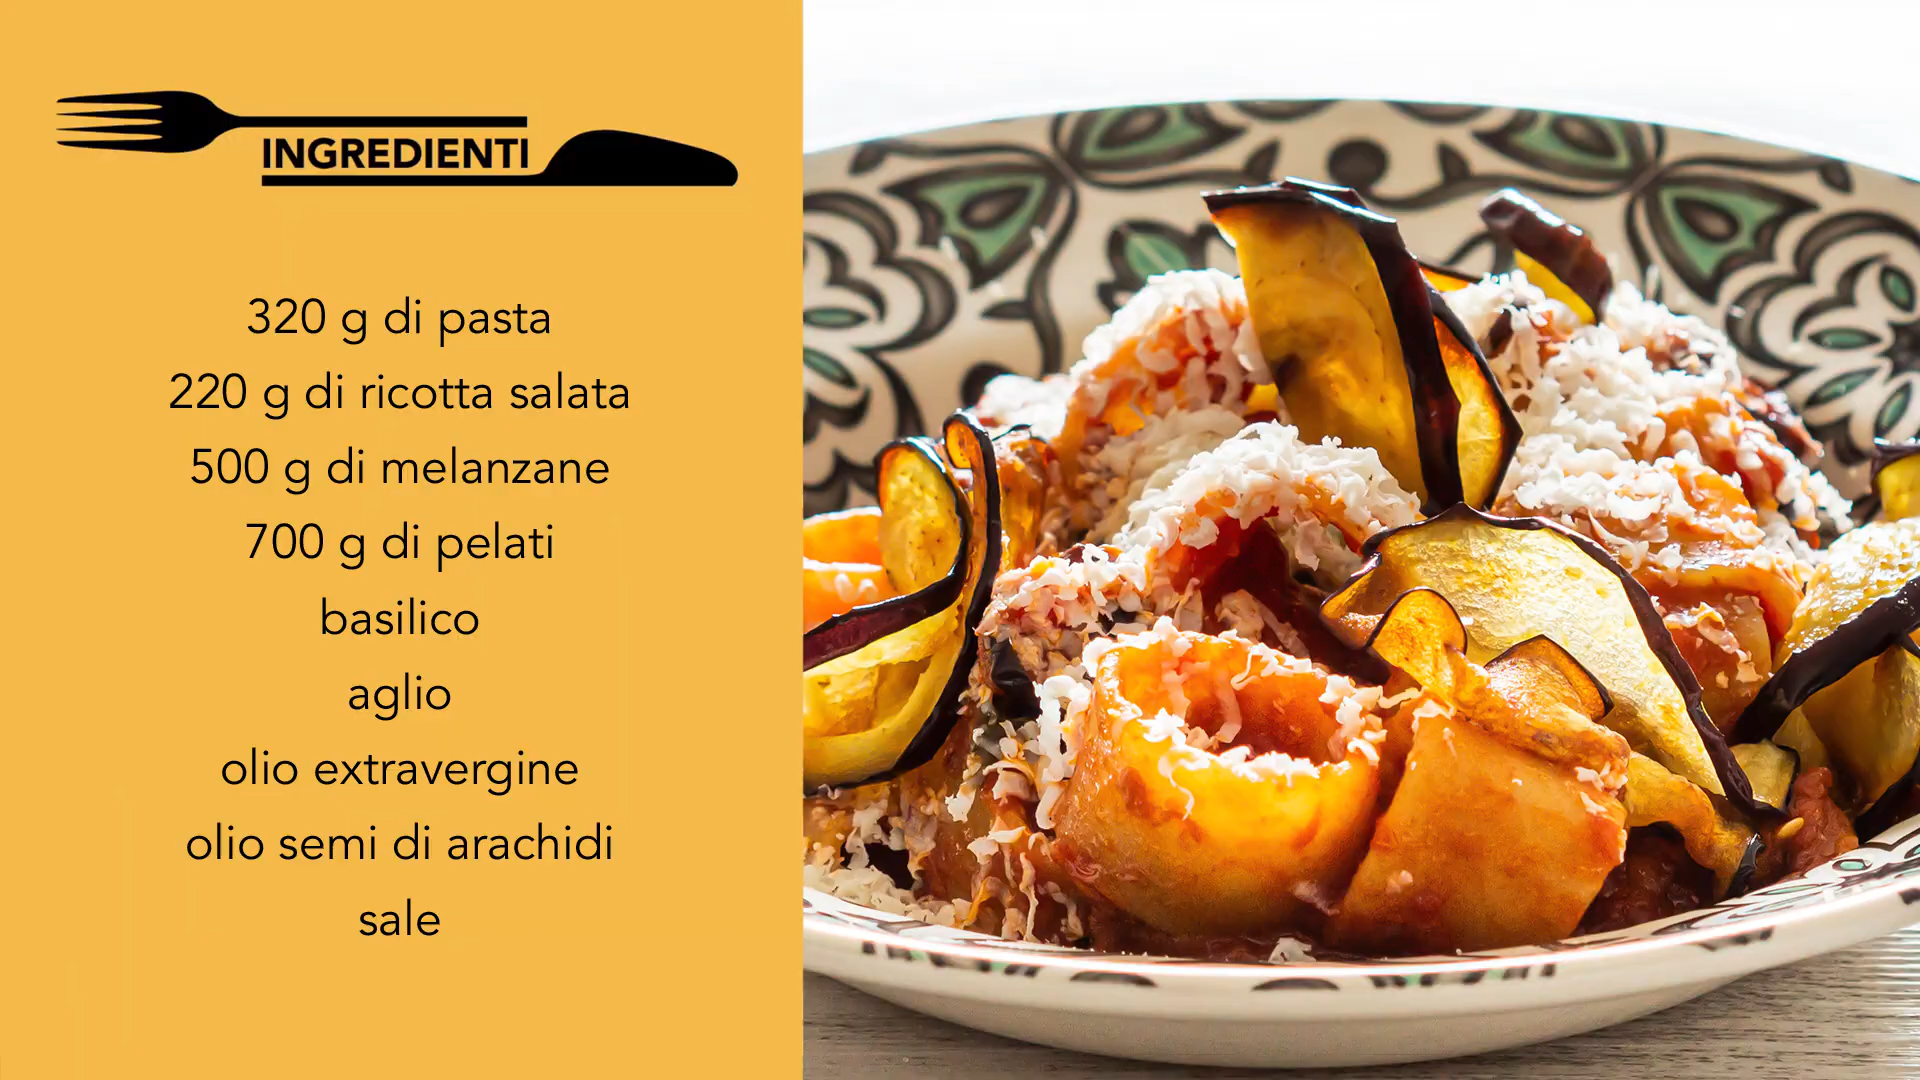 INGREDIENTI
320 g di pasta
220 g di ricotta salata
500 g di melanzane
700 g di pelati
basilico
aglio
olio extravergine
olio semi di arachidi
sale